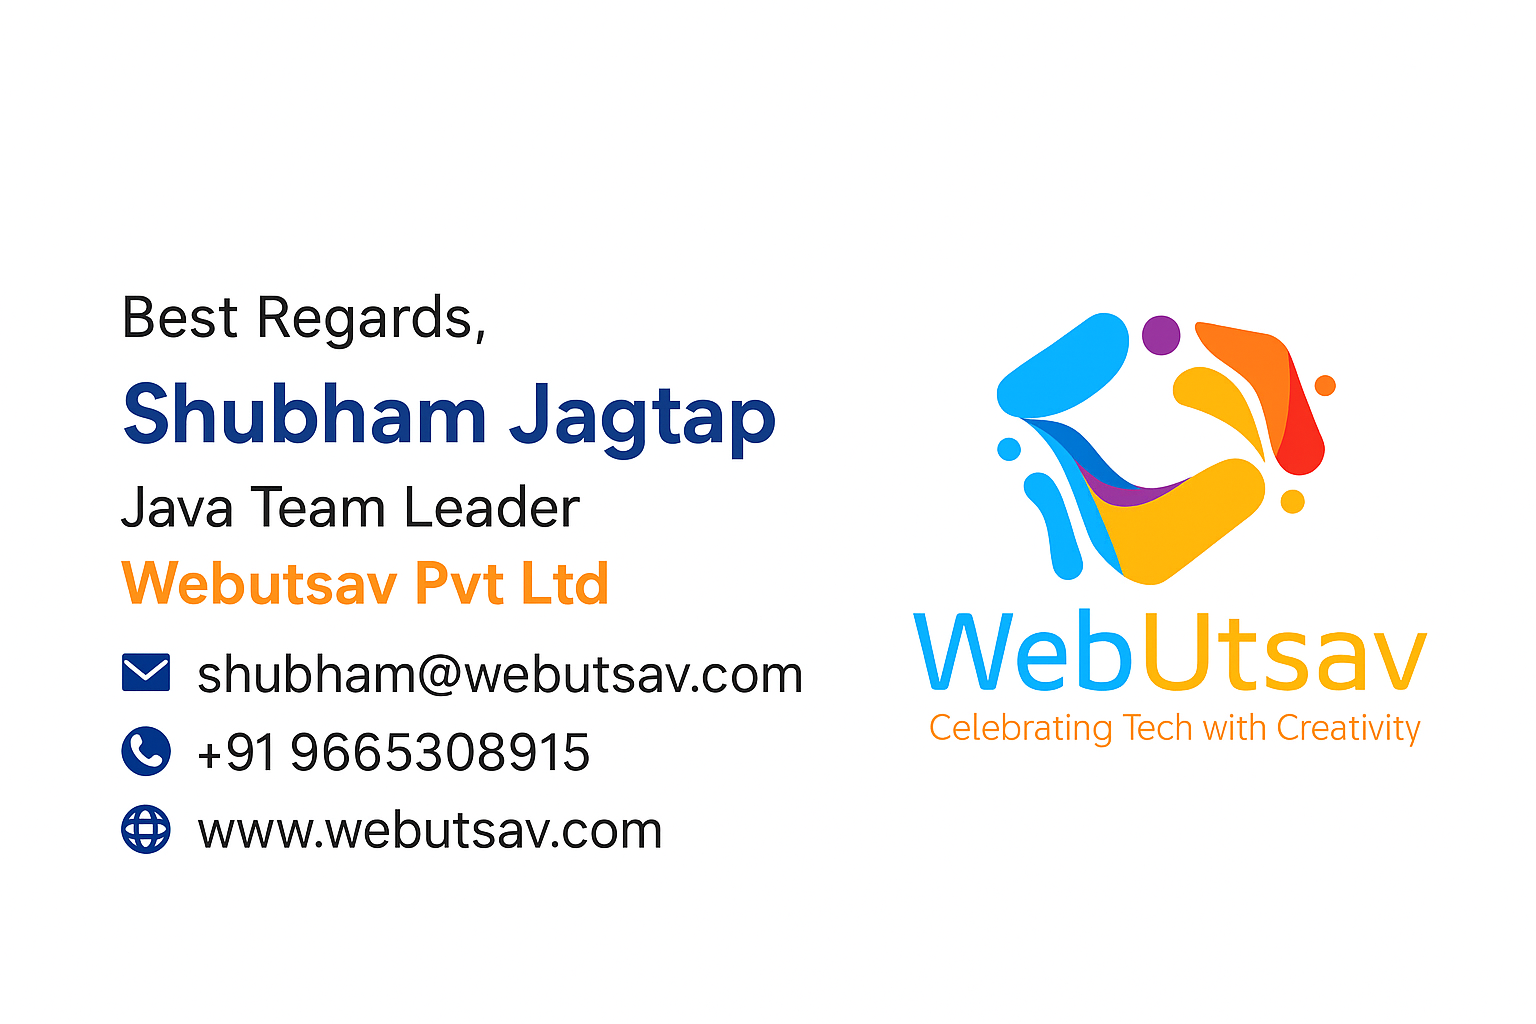 Best Regards,
Shubham Jagtap
Java Team Leader
Webutsav Pvt Ltd
shubham@webutsav.com
+91 9665308915
www.webutsav.com
WebUtsav
Celebrating Tech with Creativity